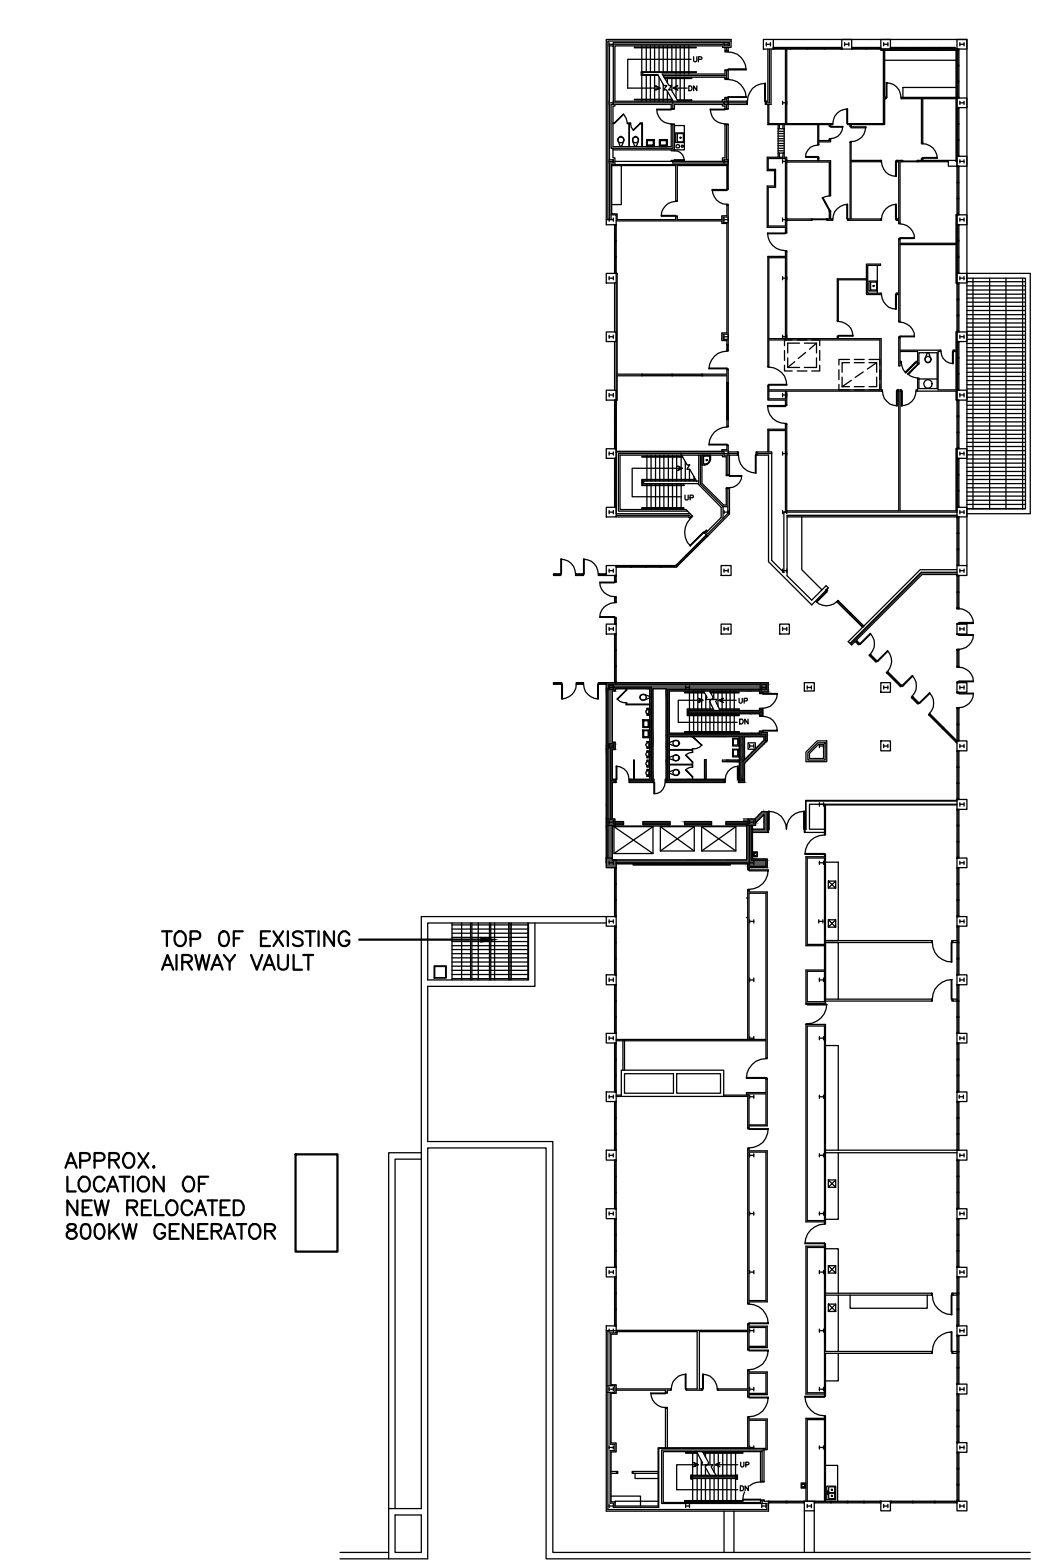 UP
DN
UP
UP
DN
TOP OF EXISTING
AIRWAY VAULT
APPROX.
LOCATION OF
NEW RELOCATED
800KW GENERATOR
UP
DN